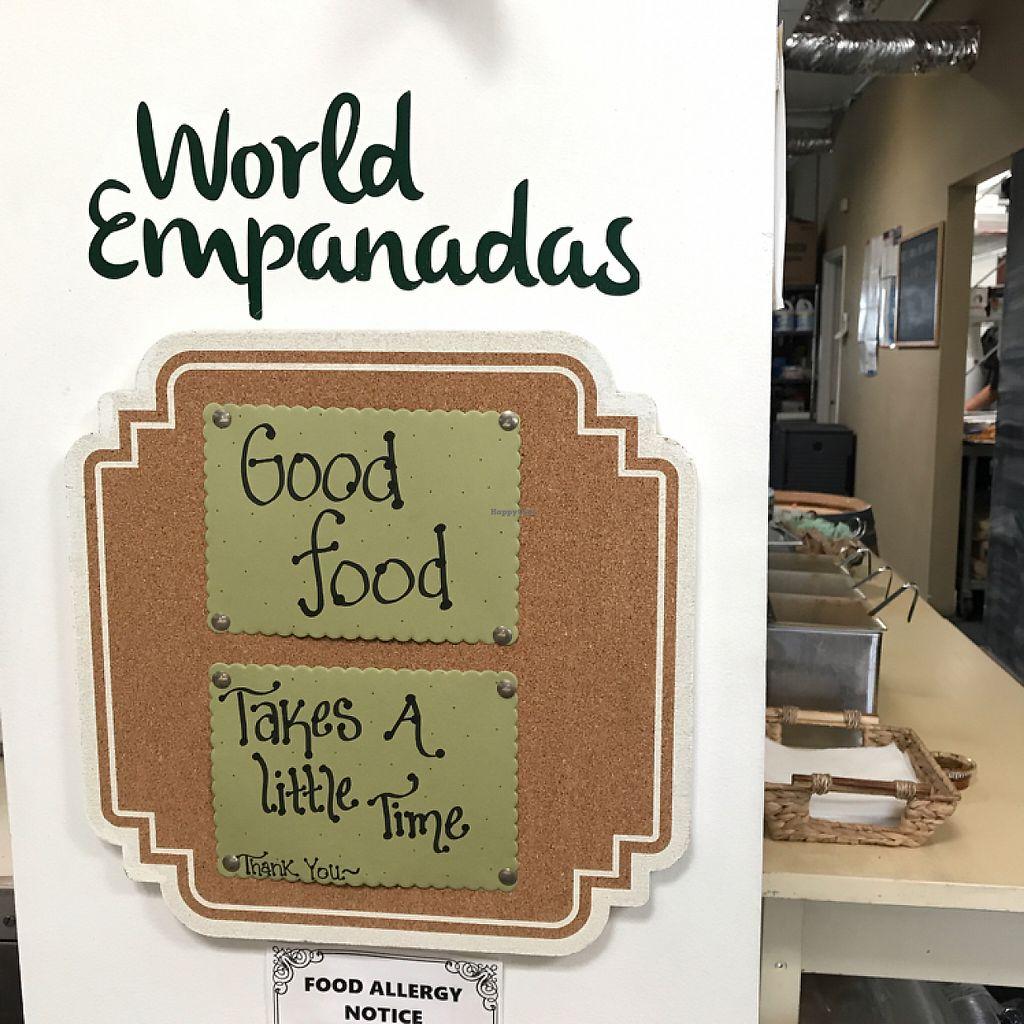 World
Empanadas
Good
food
Takes A
little
Time
Thank You~
FOOD ALLERGY
NOTICE